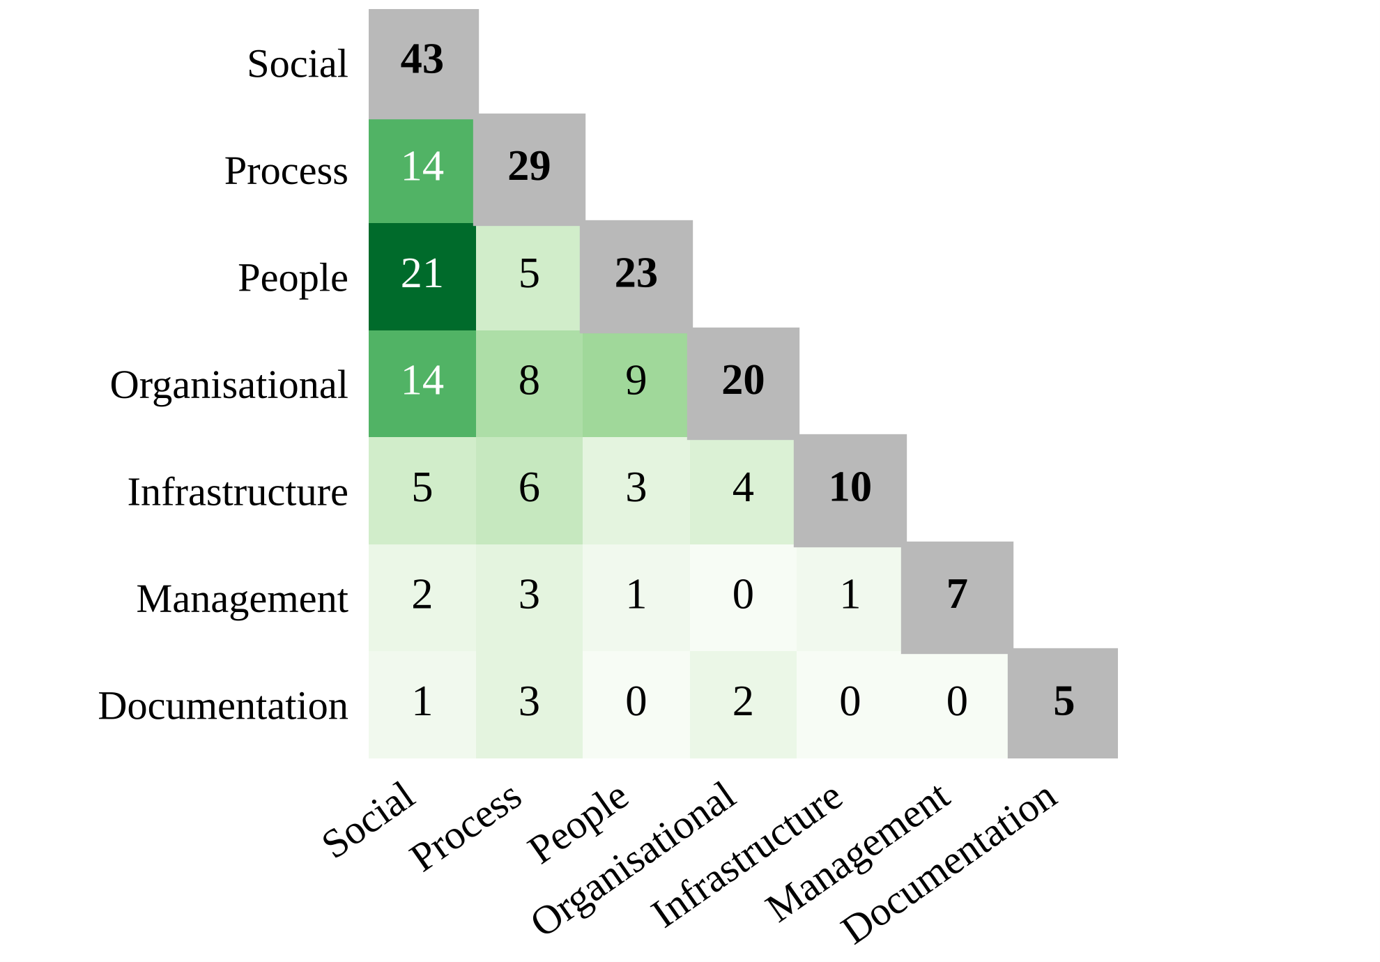 Social 43
Process 14 29
People 21 5 23
Organisational 14 8 9 20
Infrastructure 5 6 3 4 10
Management 2 3 1 0 1 7
Documentation 1 3 0 2 0 0 5
Social Process People Organisational Infrastructure Management Documentation